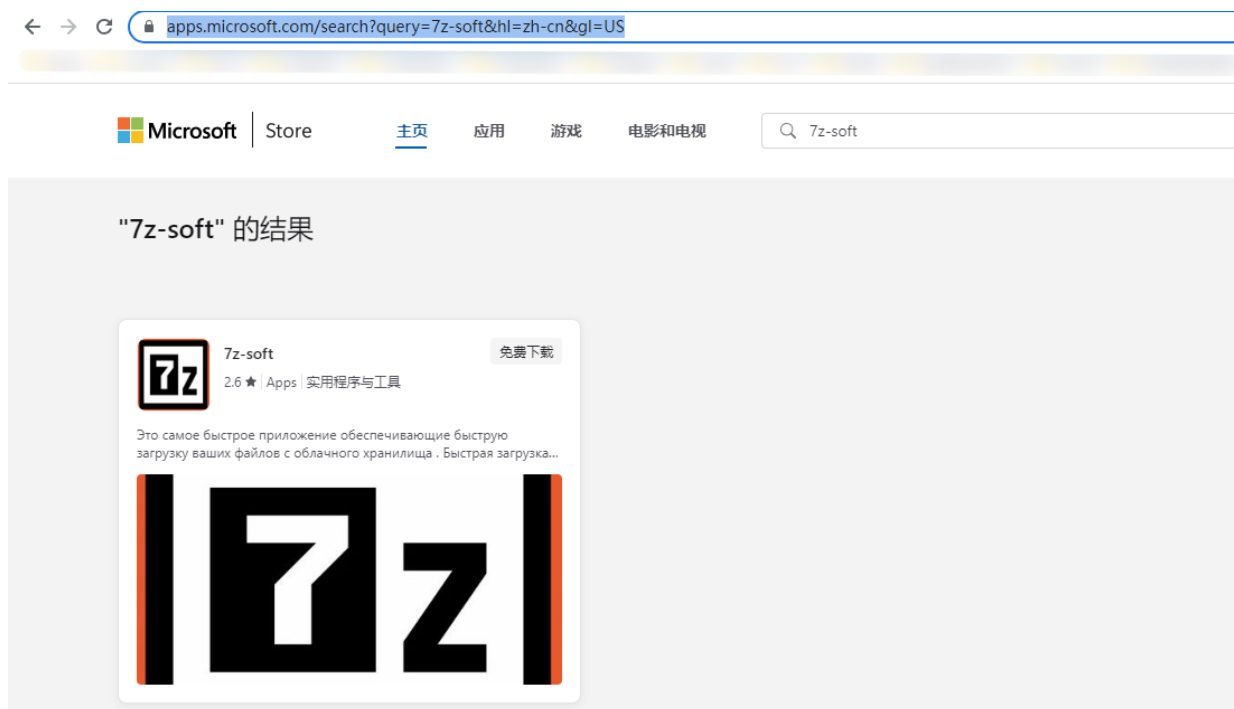 apps.microsoft.com/search?query=7z-soft&hl=zh-cn&gl=US
Microsoft Store 主页 应用 游戏 电影和电视 7z-soft
"7z-soft" 的结果
7z
7z-soft 免费下载
2.6 ★ Apps 实用程序与工具
Это самое быстрое приложение обеспечивающие быструю
загрузку ваших файлов с облачного хранилища . Быстрая загрузка...
7z